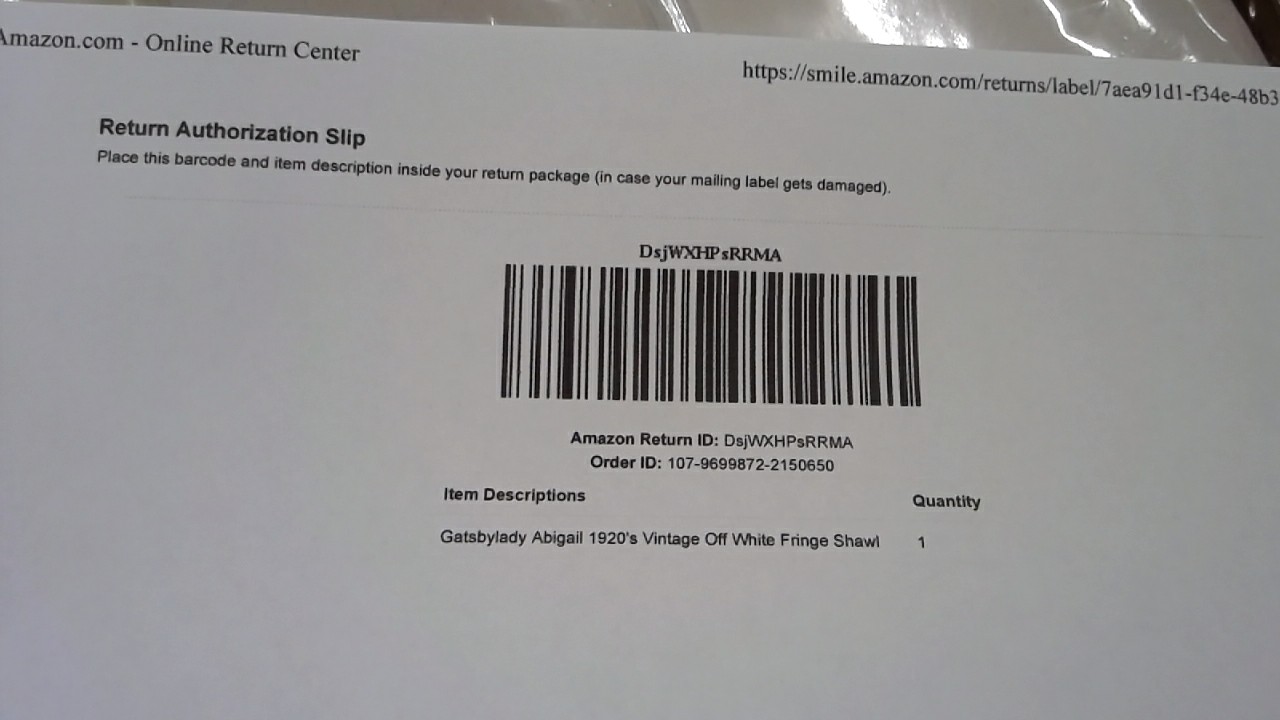 Amazon.com - Online Return Center
https://smile.amazon.com/returns/label/7aea91d1-f34e-48b3
Return Authorization Slip
Place this barcode and item description inside your return package (in case your mailing label gets damaged).
DsjWXHPsRRMA
Amazon Return ID: DsjWXHPsRRMA
Order ID: 107-9699872-2150650
Item Descriptions Quantity
Gatsbylady Abigail 1920's Vintage Off White Fringe Shawl 1